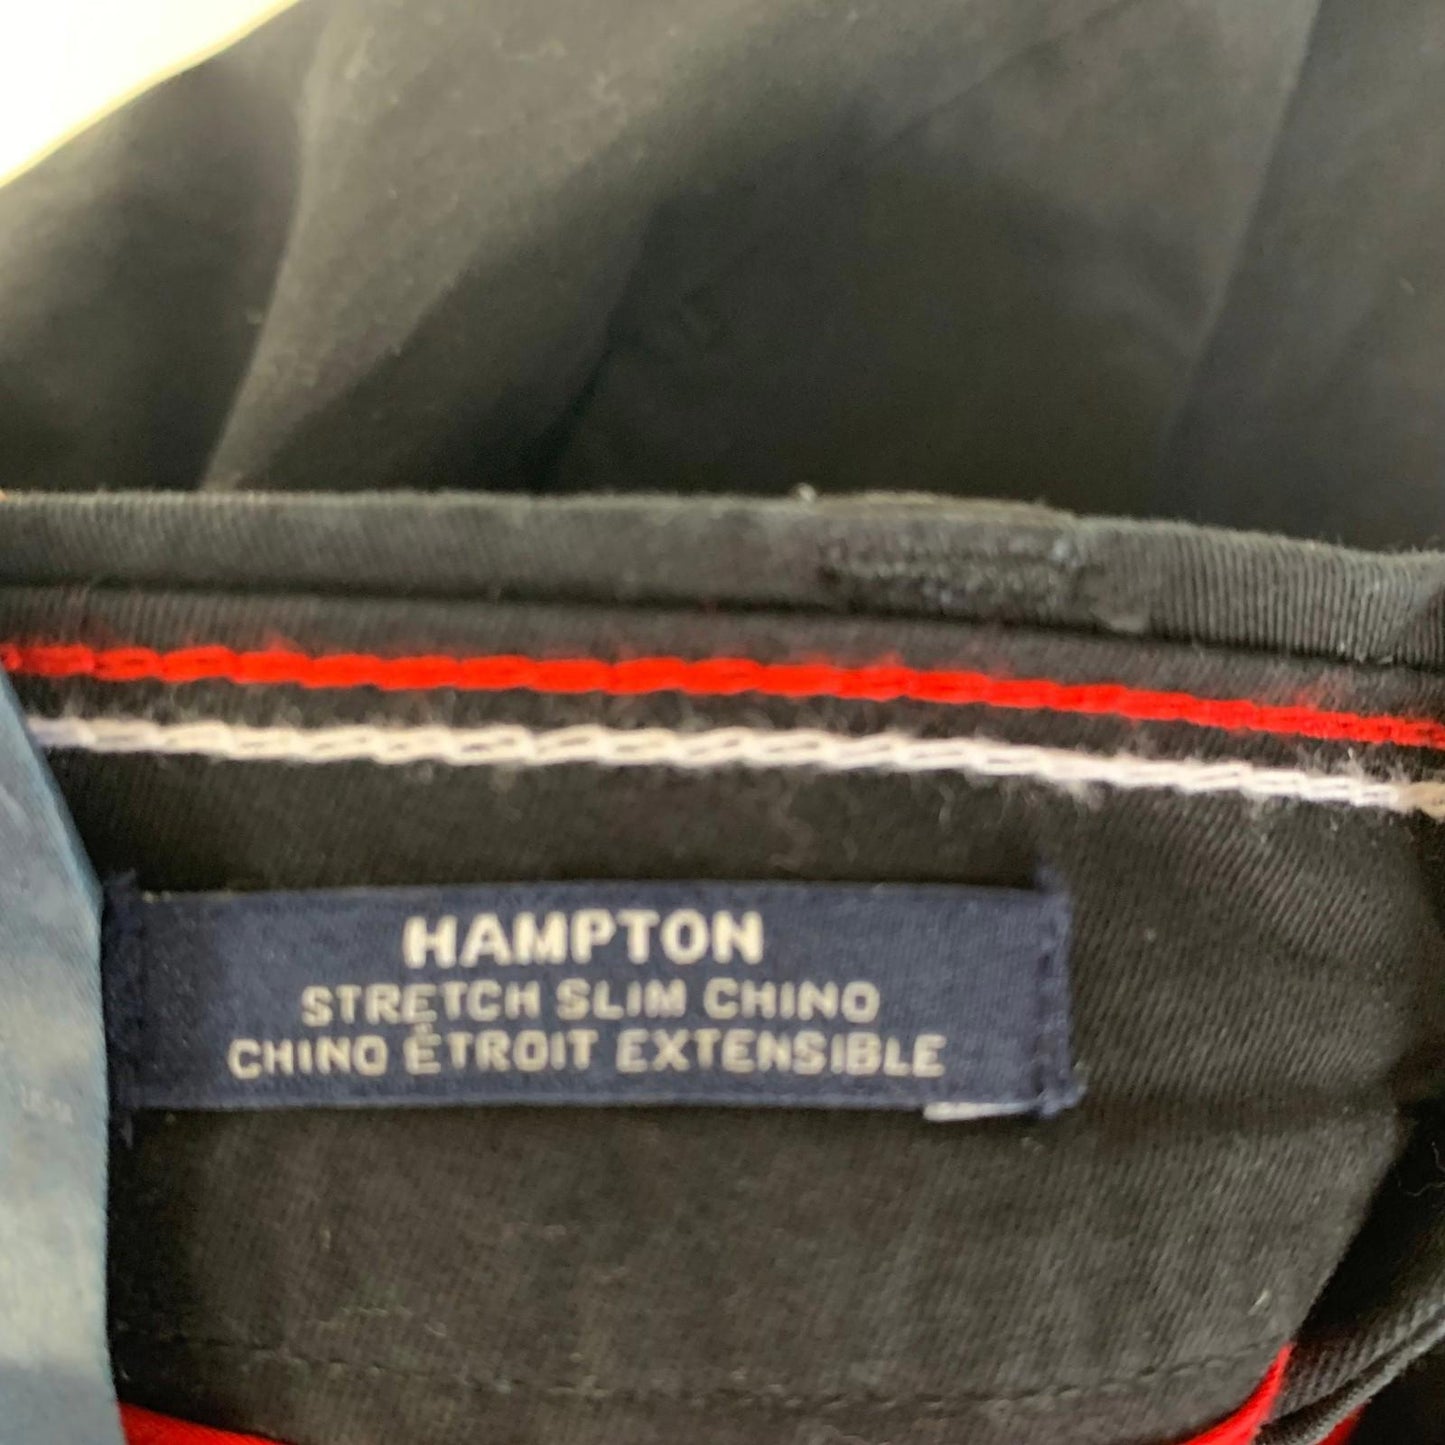 HAMPTON
STRETCH SLIM CHINO
CHINO ÉTROIT EXTENSIBLE